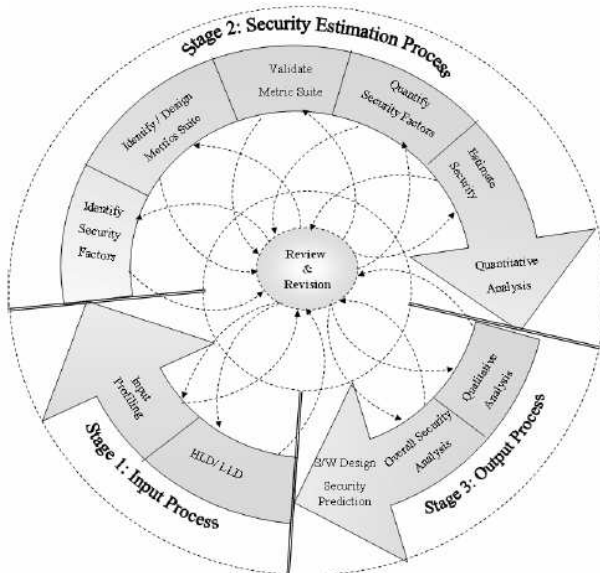 Stage 2: Security Estimation Process
Identify
Security
Factors
Identify / Design
Metrics Suite
Validate
Metric Suite
Quantify
Security Factors
Estimate
Security
Quantitative
Analysis
Review
&
Revision
Stage 1: Input Process
HLD/ LLD
Input
Profiling
Stage 3: Output Process
Qualitative
Analysis
Overall Security
Analysis
S/W Design
Security
Prediction